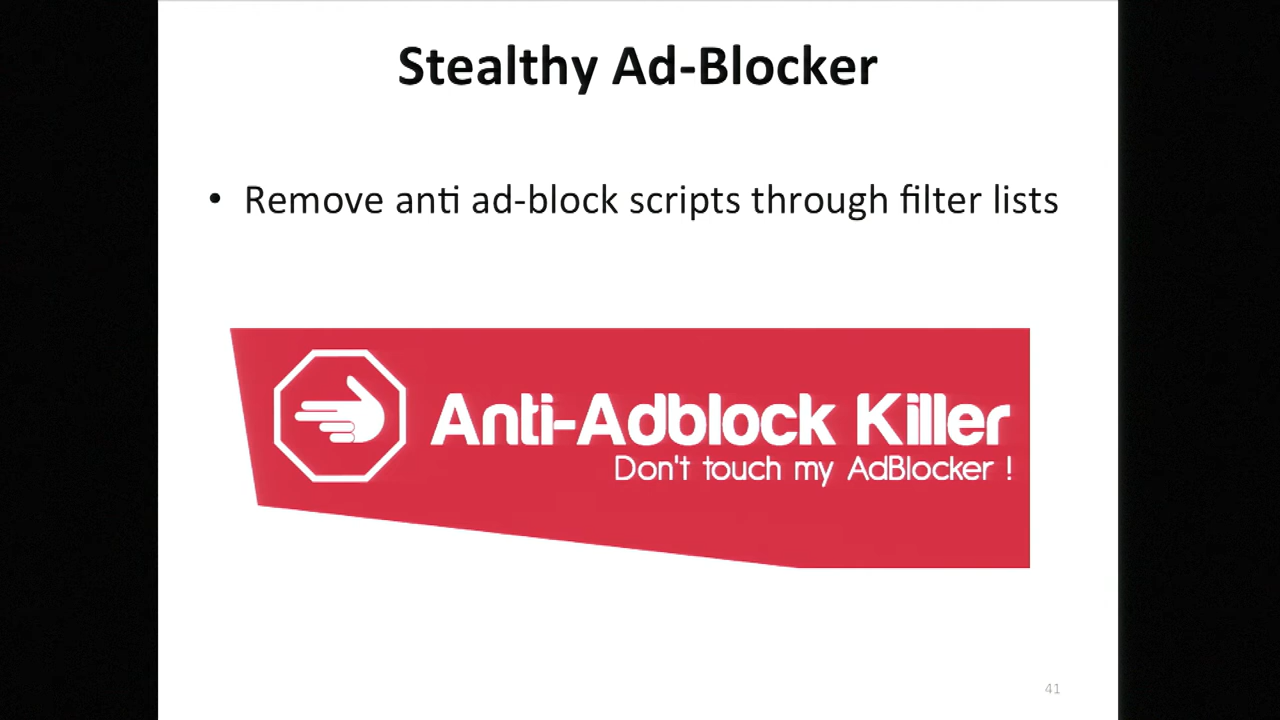 Stealthy Ad-Blocker
• Remove anti ad-block scripts through filter lists
Anti-Adblock Killer
Don't touch my AdBlocker !
41